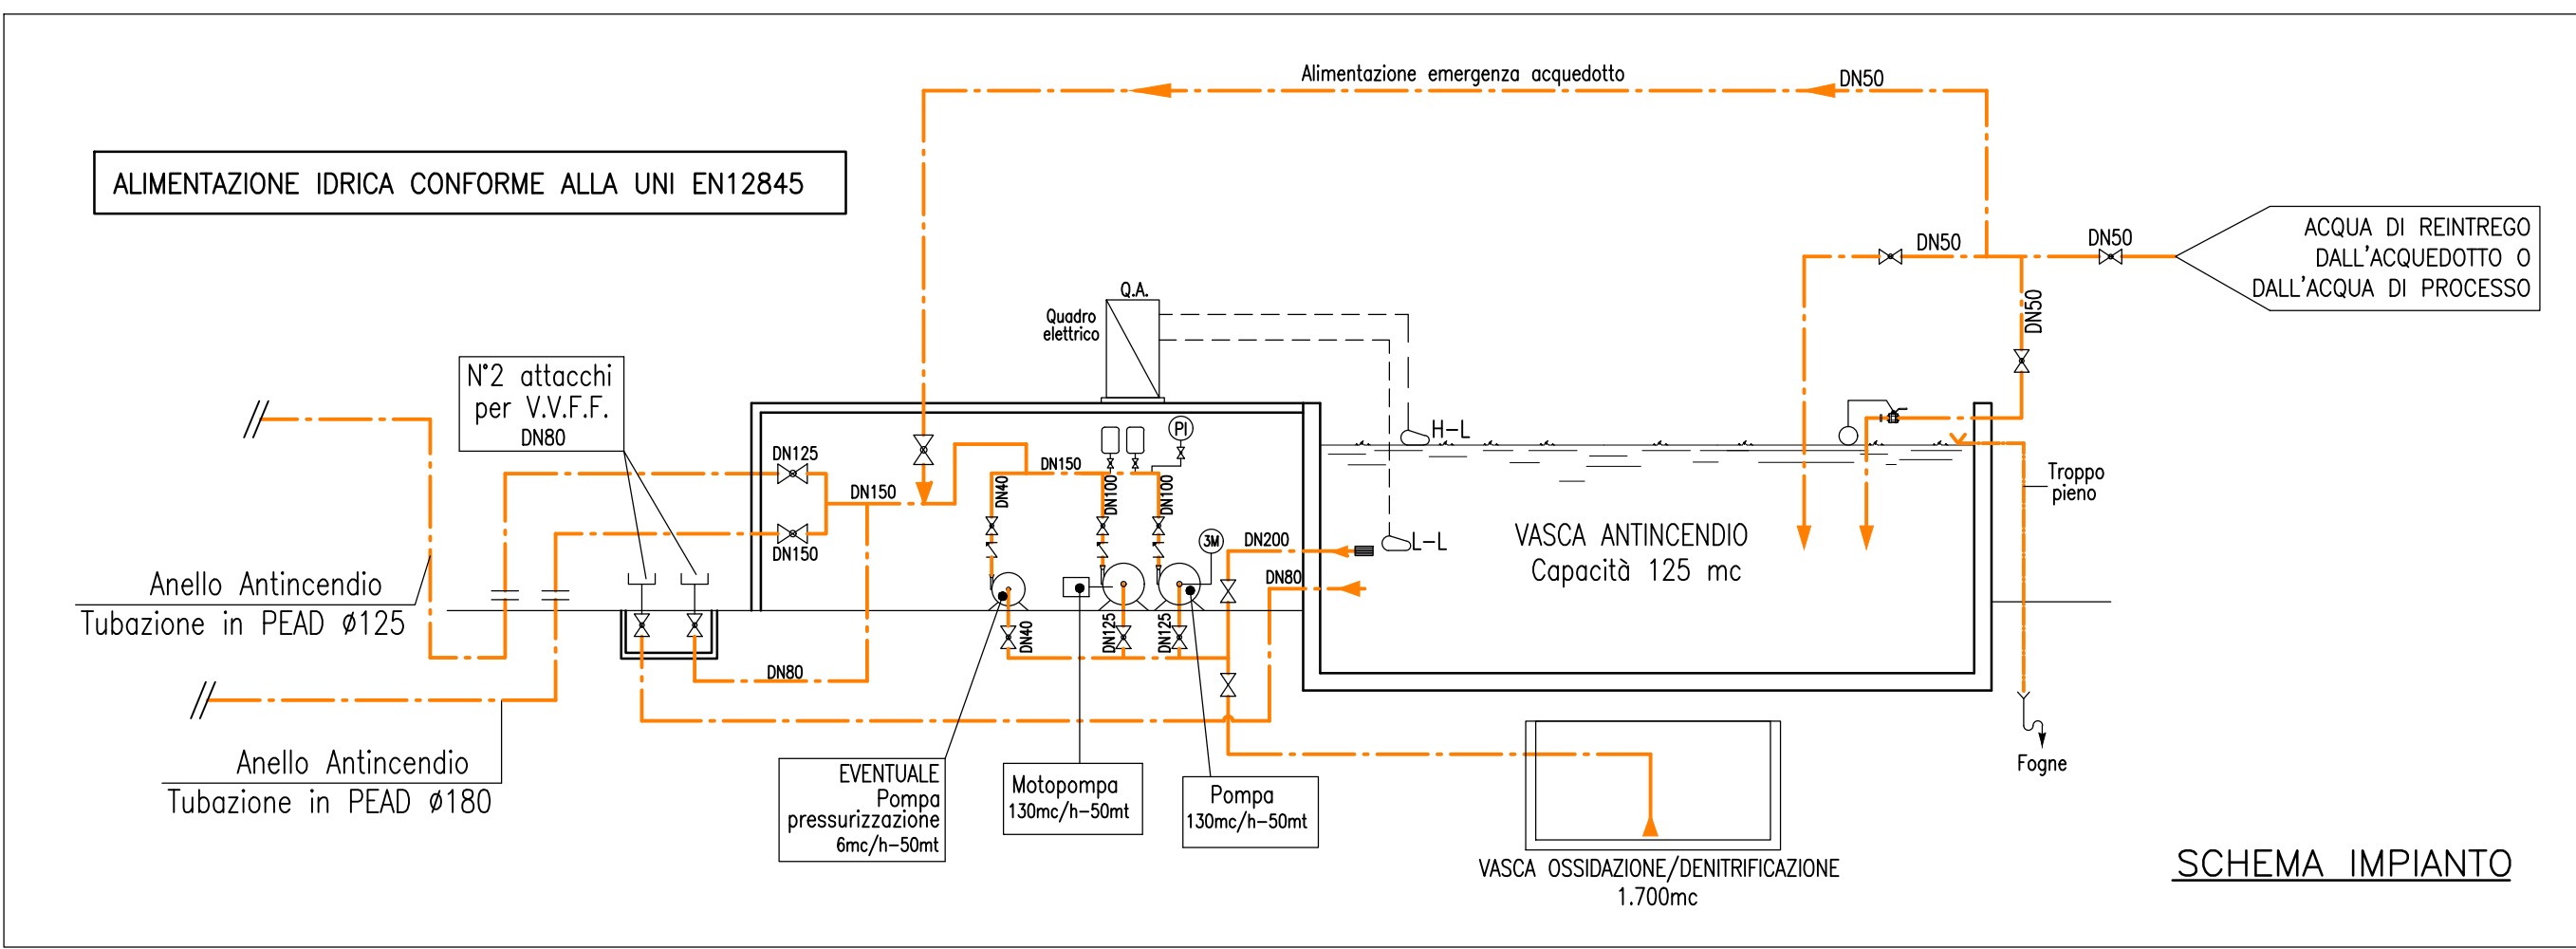 Alimentazione emergenza acquedotto
DN50
ALIMENTAZIONE IDRICA CONFORME ALLA UNI EN12845
ACQUA DI REINTREGO
DALL'ACQUEDOTTO O
DALL'ACQUA DI PROCESSO
DN50
DN50
DN50
Q.A.
Quadro
elettrico
N°2 attacchi
per V.V.F.F.
DN80
H-L
PI
DN125
DN150
DN150
DN150
DN40
DN100
DN100
3M
DN200
DN80
L-L
VASCA ANTINCENDIO
Capacità 125 mc
Troppo
pieno
Anello Antincendio
Tubazione in PEAD ø125
DN40
DN125
DN125
DN80
Anello Antincendio
Tubazione in PEAD ø180
EVENTUALE
Pompa
pressurizzazione
6mc/h-50mt
Motopompa
130mc/h-50mt
Pompa
130mc/h-50mt
Fogne
VASCA OSSIDAZIONE/DENITRIFICAZIONE
1.700mc
SCHEMA IMPIANTO